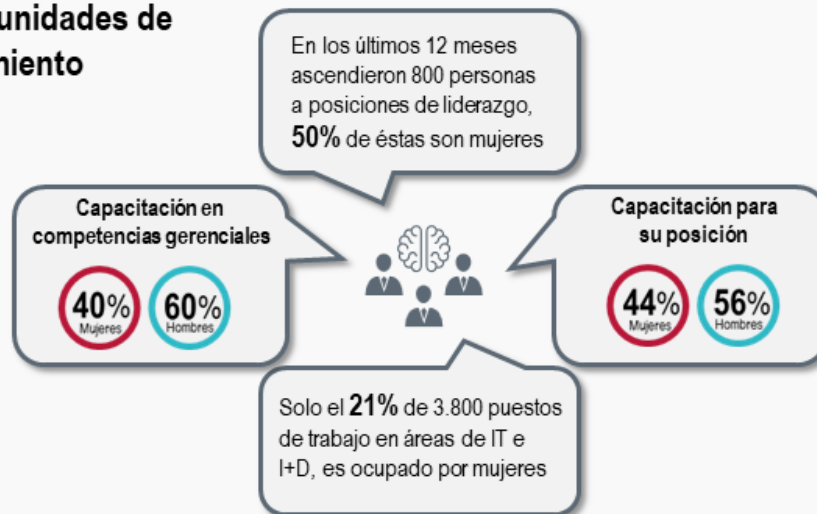 unidades de
miento
En los últimos 12 meses
ascendieron 800 personas
a posiciones de liderazgo,
50% de éstas son mujeres
Capacitación en
competencias gerenciales
40%
Mujeres
60%
Hombres
Capacitación para
su posición
44%
Mujeres
56%
Hombres
Solo el 21% de 3.800 puestos
de trabajo en áreas de IT e
I+D, es ocupado por mujeres